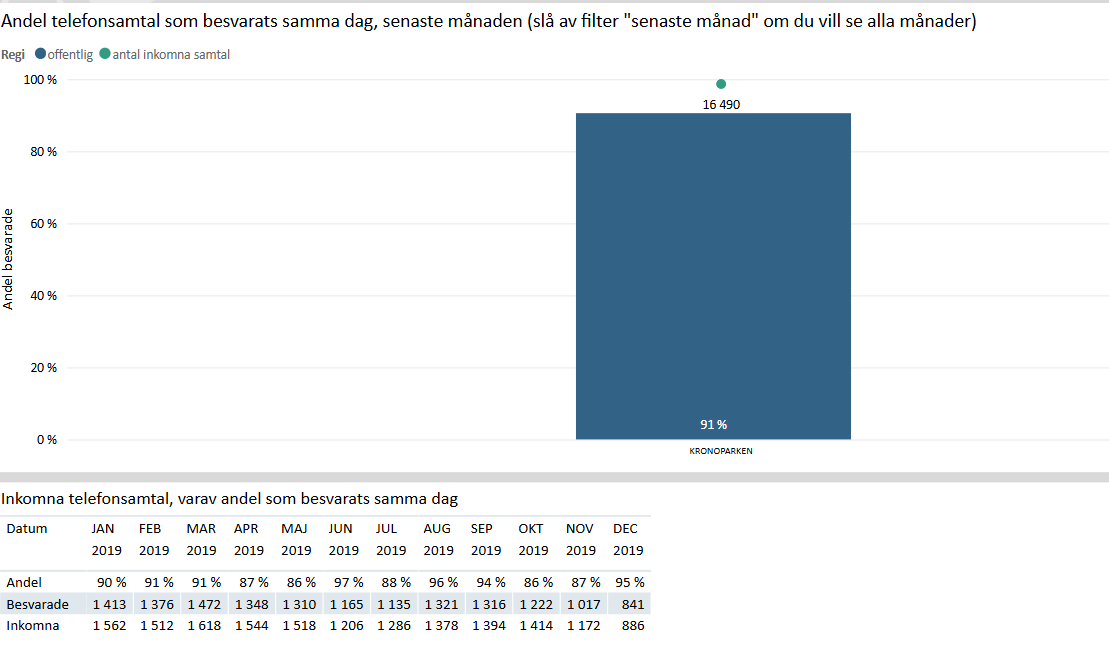 Andel telefonsamtal som besvarats samma dag, senaste månaden (slå av filter "senaste månad" om du vill se alla månader)
Regi offentlig antal inkomna samtal
100 %
80 %
60 %
40 %
20 %
0 %
Andel besvarade
16 490
91 %
KRONOPARKEN
Inkomna telefonsamtal, varav andel som besvarats samma dag
Datum JAN FEB MAR APR MAJ JUN JUL AUG SEP OKT NOV DEC
2019 2019 2019 2019 2019 2019 2019 2019 2019 2019 2019 2019
Andel 90 % 91 % 91 % 87 % 86 % 97 % 88 % 96 % 94 % 86 % 87 % 95 %
Besvarade 1 413 1 376 1 472 1 348 1 310 1 165 1 135 1 321 1 316 1 222 1 017 841
Inkomna 1 562 1 512 1 618 1 544 1 518 1 206 1 286 1 378 1 394 1 414 1 172 886